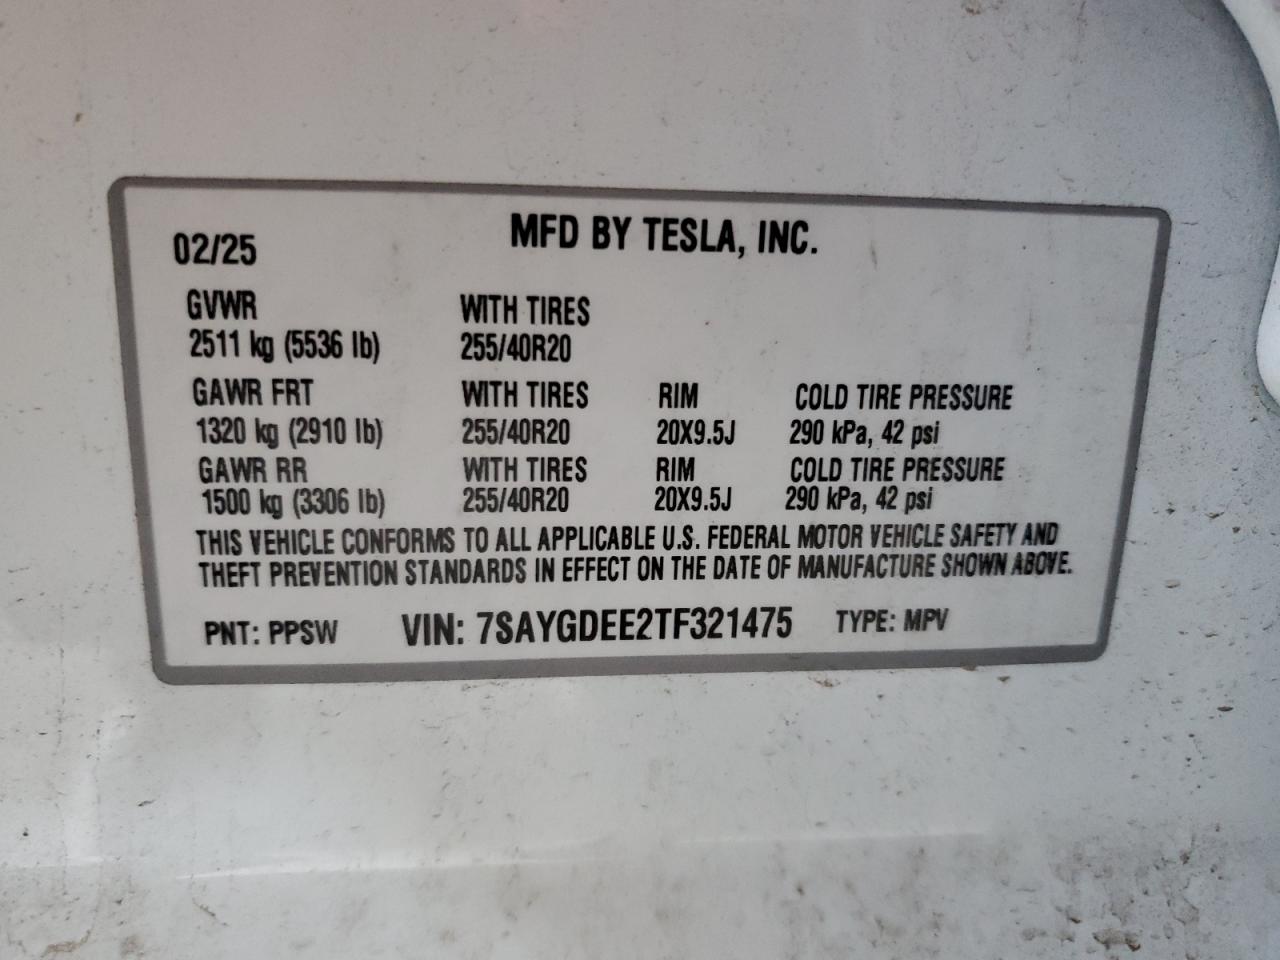 MFD BY TESLA, INC.
02/25
GVWR WITH TIRES
2511 kg (5536 lb) 255/40R20
GAWR FRT WITH TIRES RIM COLD TIRE PRESSURE
1320 kg (2910 lb) 255/40R20 20X9.5J 290 kPa, 42 psi
GAWR RR WITH TIRES RIM COLD TIRE PRESSURE
1500 kg (3306 lb) 255/40R20 20X9.5J 290 kPa, 42 psi
THIS VEHICLE CONFORMS TO ALL APPLICABLE U.S. FEDERAL MOTOR VEHICLE SAFETY AND
THEFT PREVENTION STANDARDS IN EFFECT ON THE DATE OF MANUFACTURE SHOWN ABOVE.
PNT: PPSW VIN: 7SAYGDEE2TF321475 TYPE: MPV